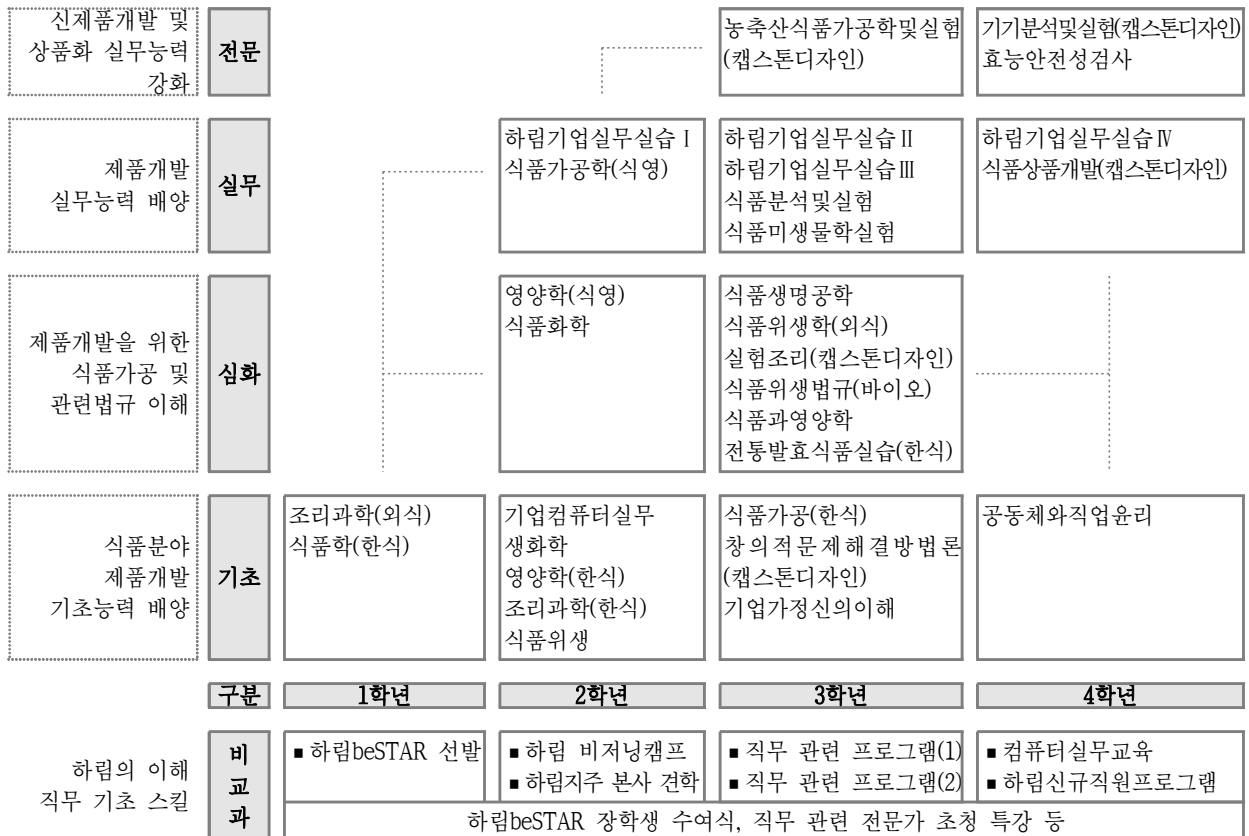 신제품개발 및
상품화 실무능력
강화
전문
농축산식품가공학및실험
(캡스톤디자인)
기기분석및실험(캡스톤디자인)
효능안전성검사
제품개발
실무능력 배양
실무
하림기업실무실습Ⅰ
식품가공학(식영)
하림기업실무실습Ⅱ
하림기업실무실습Ⅲ
식품분석및실험
식품미생물학실험
하림기업실무실습Ⅳ
식품상품개발(캡스톤디자인)
제품개발을 위한
식품가공 및
관련법규 이해
심화
영양학(식영)
식품화학
식품생명공학
식품위생학(외식)
실험조리(캡스톤디자인)
식품위생법규(바이오)
식품과영양학
전통발효식품실습(한식)
식품분야
제품개발
기초능력 배양
기초
조리과학(외식)
식품학(한식)
기업컴퓨터실무
생화학
영양학(한식)
조리과학(한식)
식품위생
식품가공(한식)
창의적문제해결방법론
(캡스톤디자인)
기업가정신의이해
공동체와직업윤리
구분
1학년
2학년
3학년
4학년
하림의 이해
직무 기초 스킬
비
교
과
▪하림beSTAR 선발
▪하림 비저닝캠프
▪하림지주 본사 견학
▪직무 관련 프로그램(1)
▪직무 관련 프로그램(2)
▪컴퓨터실무교육
▪하림신규직원프로그램
하림beSTAR 장학생 수여식, 직무 관련 전문가 초청 특강 등